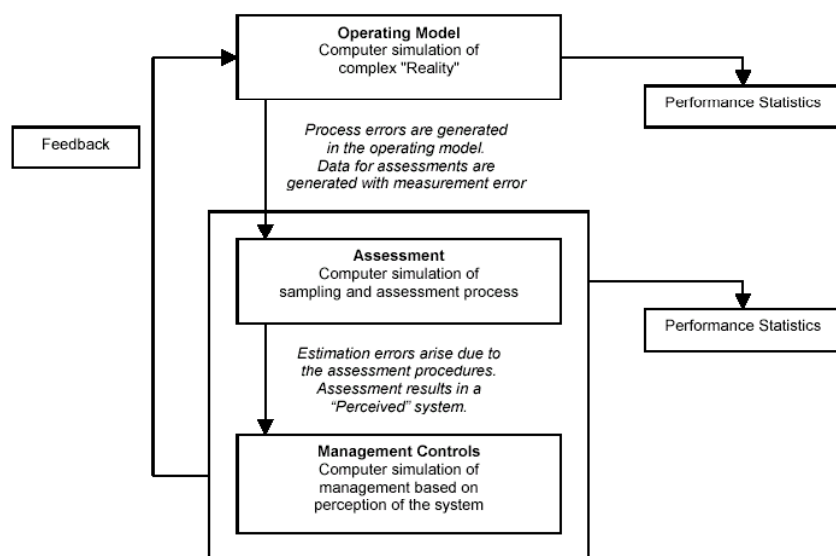 Operating Model
Computer simulation of
complex "Reality"
Performance Statistics
Feedback
Process errors are generated
in the operating model.
Data for assessments are
generated with measurement error
Assessment
Computer simulation of
sampling and assessment process
Performance Statistics
Estimation errors arise due to
the assessment procedures.
Assessment results in a
“Perceived” system.
Management Controls
Computer simulation of
management based on
perception of the system